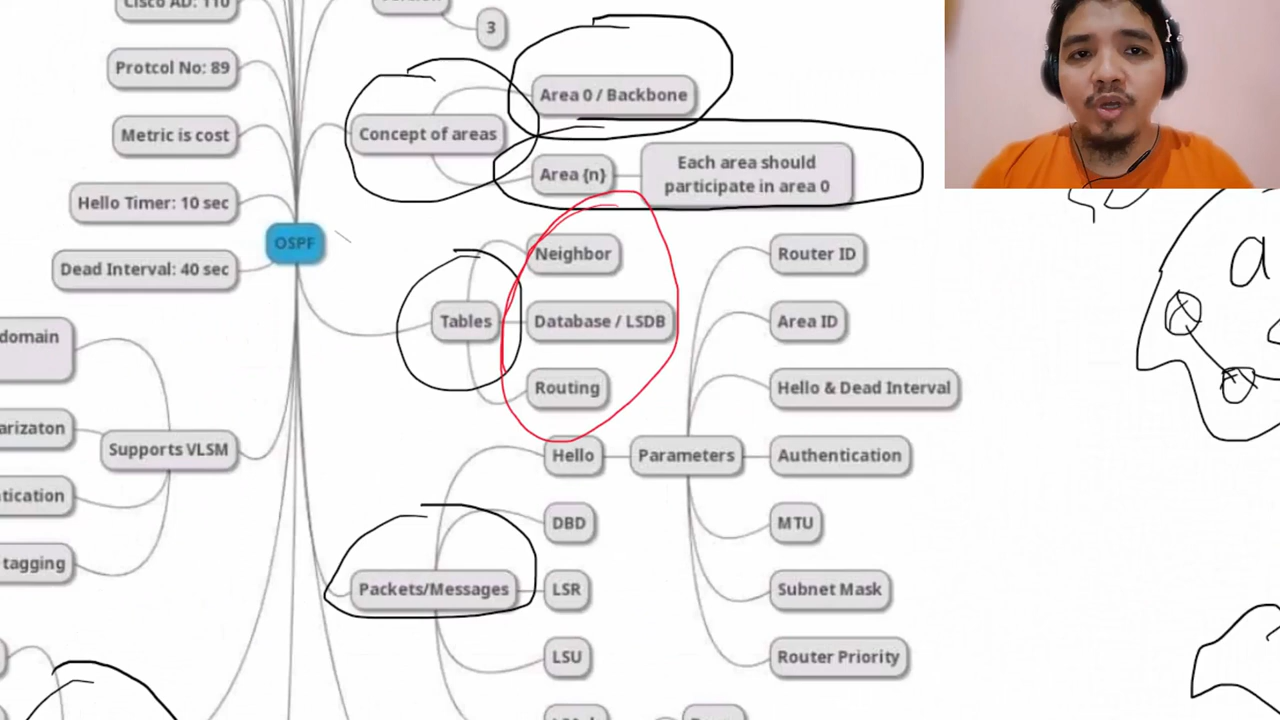 Cisco AD: 110
3
Protcol No: 89
Area 0 / Backbone
Metric is cost
Concept of areas
Area {n}
Each area should
participate in area 0
Hello Timer: 10 sec
OSPF
Neighbor
Router ID
Dead Interval: 40 sec
Tables
Database / LSDB
Area ID
domain
Routing
Hello & Dead Interval
arizaton
Supports VLSM
Hello
Parameters
Authentication
tication
DBD
MTU
tagging
Packets/Messages
LSR
Subnet Mask
LSU
Router Priority
a